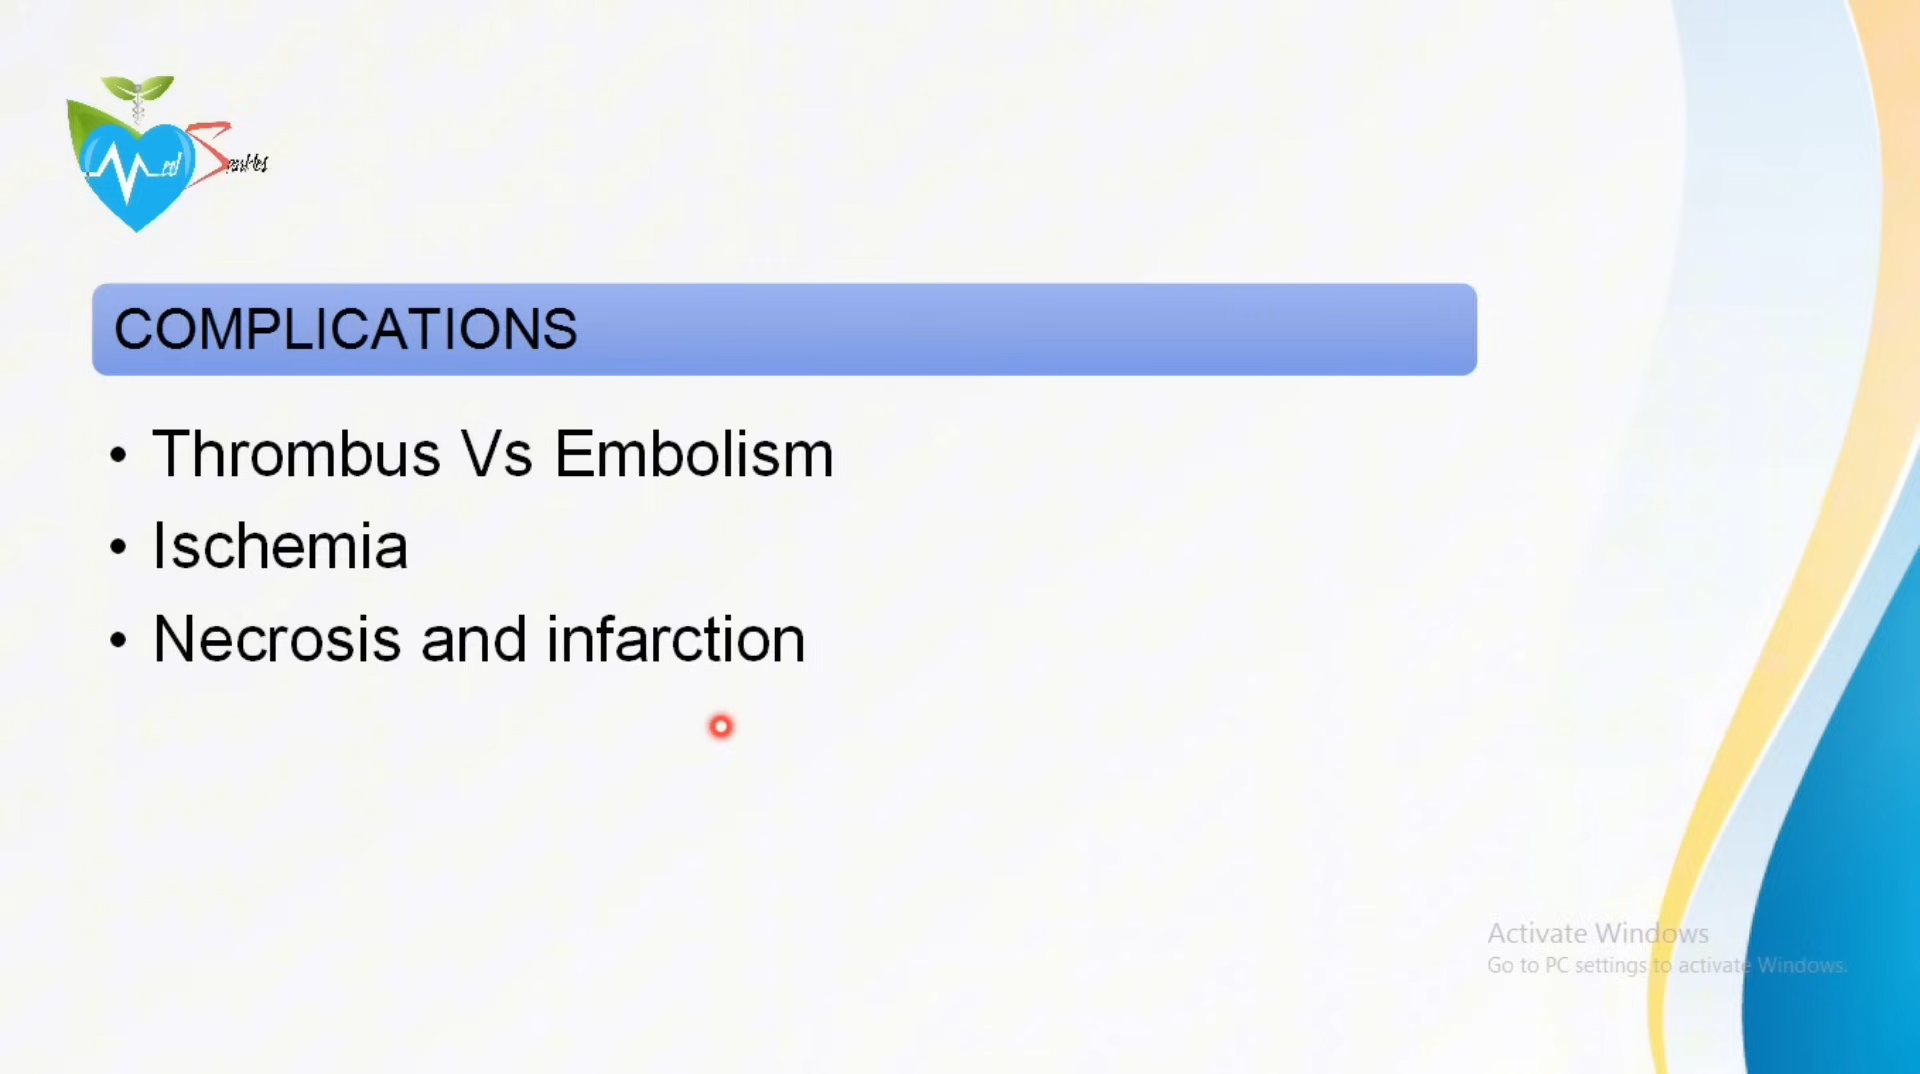 COMPLICATIONS
• Thrombus Vs Embolism
• Ischemia
• Necrosis and infarction
Activate Windows
Go to PC settings to activate Windows.